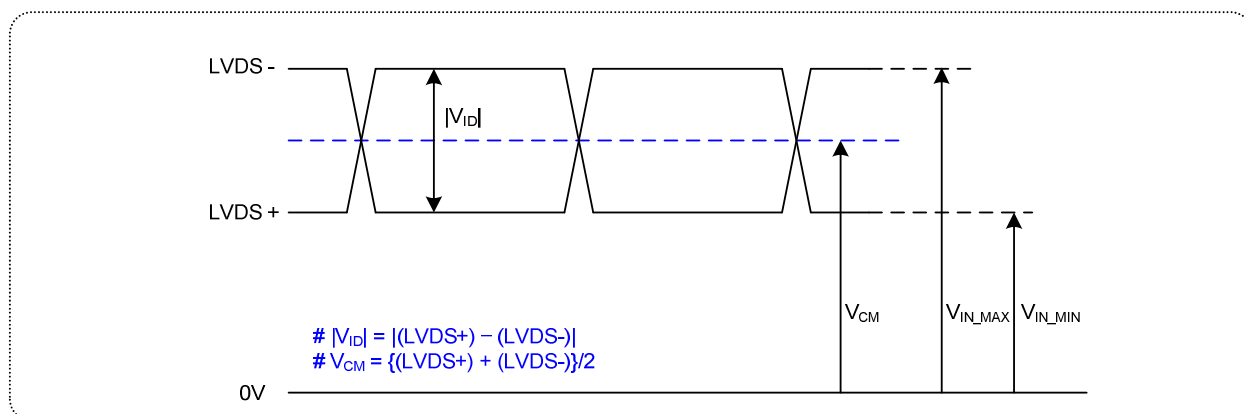 LVDS -
|VID|
LVDS +
VCM
VIN_MAX
VIN_MIN
# |VID| = |(LVDS+) – (LVDS-)|
# VCM = {(LVDS+) + (LVDS-)}/2
0V